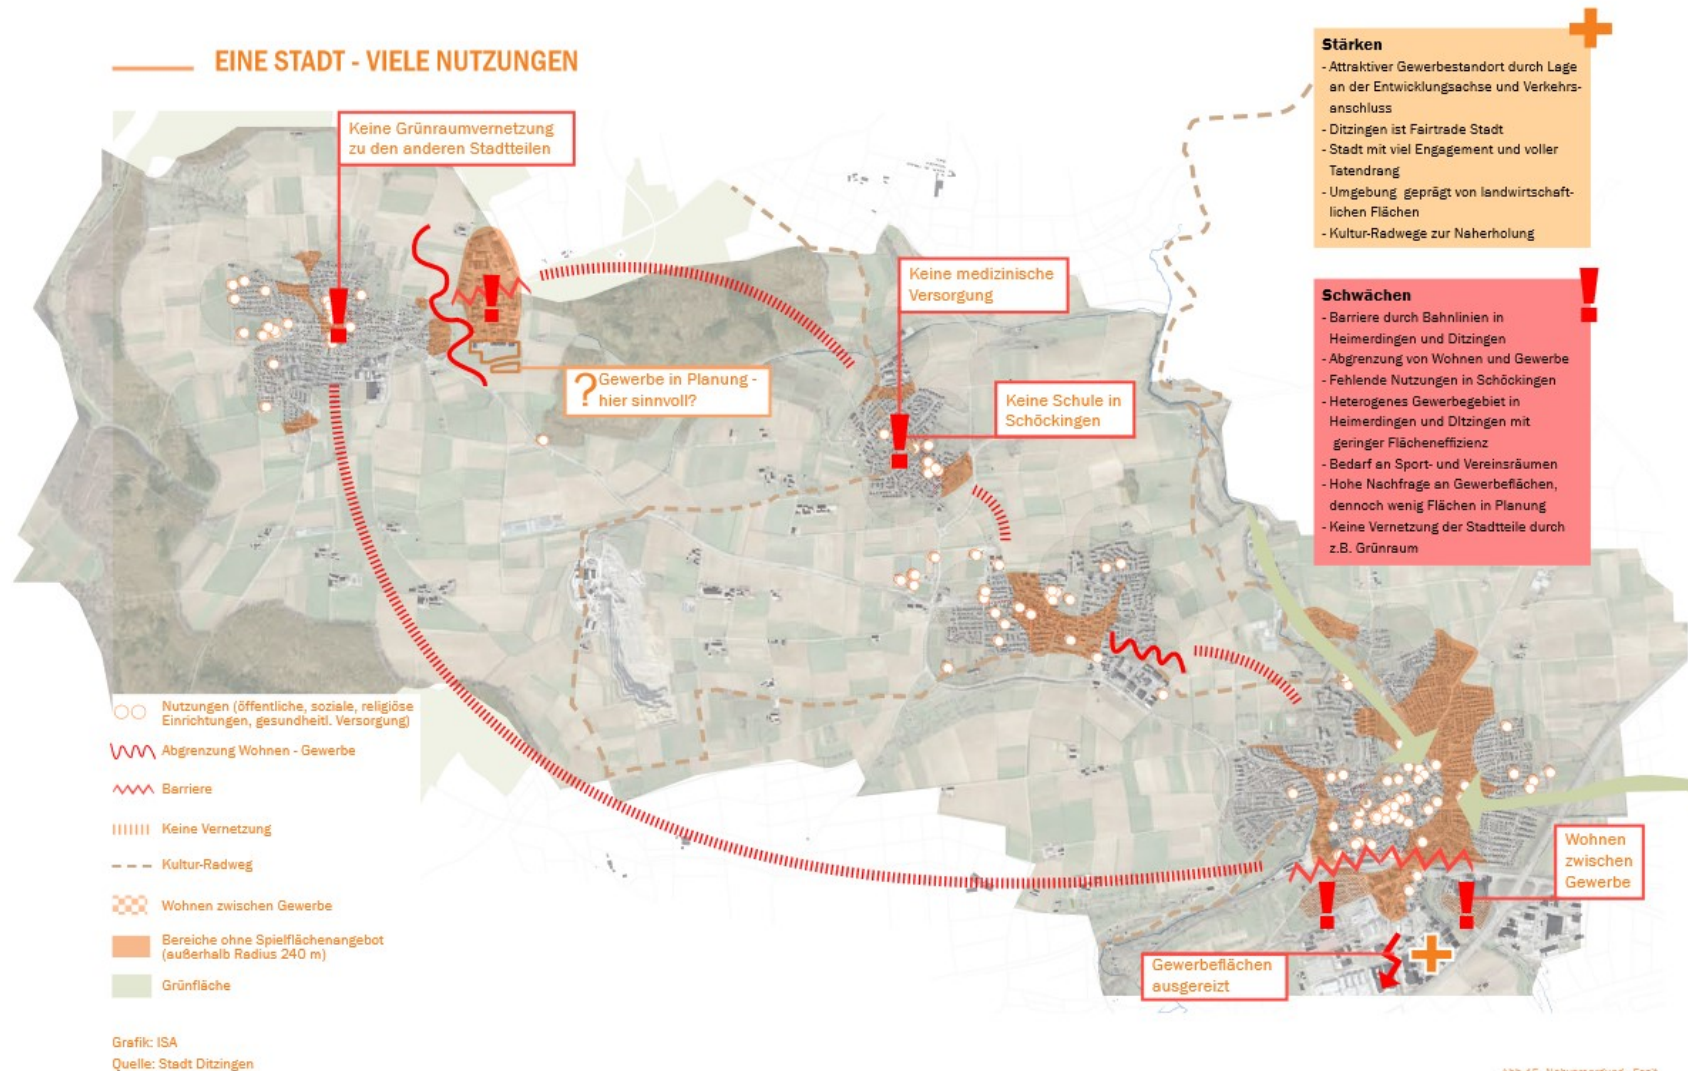 EINE STADT - VIELE NUTZUNGEN
Keine Grünraumvernetzung
zu den anderen Stadtteilen
Keine medizinische
Versorgung
Keine Schule in
Schöckingen
? Gewerbe in Planung -
hier sinnvoll?
Wohnen
zwischen
Gewerbe
Gewerbeflächen
ausgereizt
Stärken
- Attraktiver Gewerbestandort durch Lage
an der Entwicklungsachse und Verkehrs-
anschluss
- Ditzingen ist Fairtrade Stadt
- Stadt mit viel Engagement und voller
Tatendrang
- Umgebung geprägt von landwirtschaft-
lichen Flächen
- Kultur-Radwege zur Naherholung
Schwächen
- Barriere durch Bahnlinien in
Heimerdingen und Ditzingen
- Abgrenzung von Wohnen und Gewerbe
- Fehlende Nutzungen in Schöckingen
- Heterogenes Gewerbegebiet in
Heimerdingen und DItzingen mit
geringer Flächeneffizienz
- Bedarf an Sport- und Vereinsräumen
- Hohe Nachfrage an Gewerbeflächen,
dennoch wenig Flächen in Planung
- Keine Vernetzung der Stadtteile durch
z.B. Grünraum
Nutzungen (öffentliche, soziale, religiöse
Einrichtungen, gesundheitl. Versorgung)
Abgrenzung Wohnen - Gewerbe
Barriere
Keine Vernetzung
Kultur-Radweg
Wohnen zwischen Gewerbe
Bereiche ohne Spielflächenangebot
(außerhalb Radius 240 m)
Grünfläche
Grafik: ISA
Quelle: Stadt Ditzingen